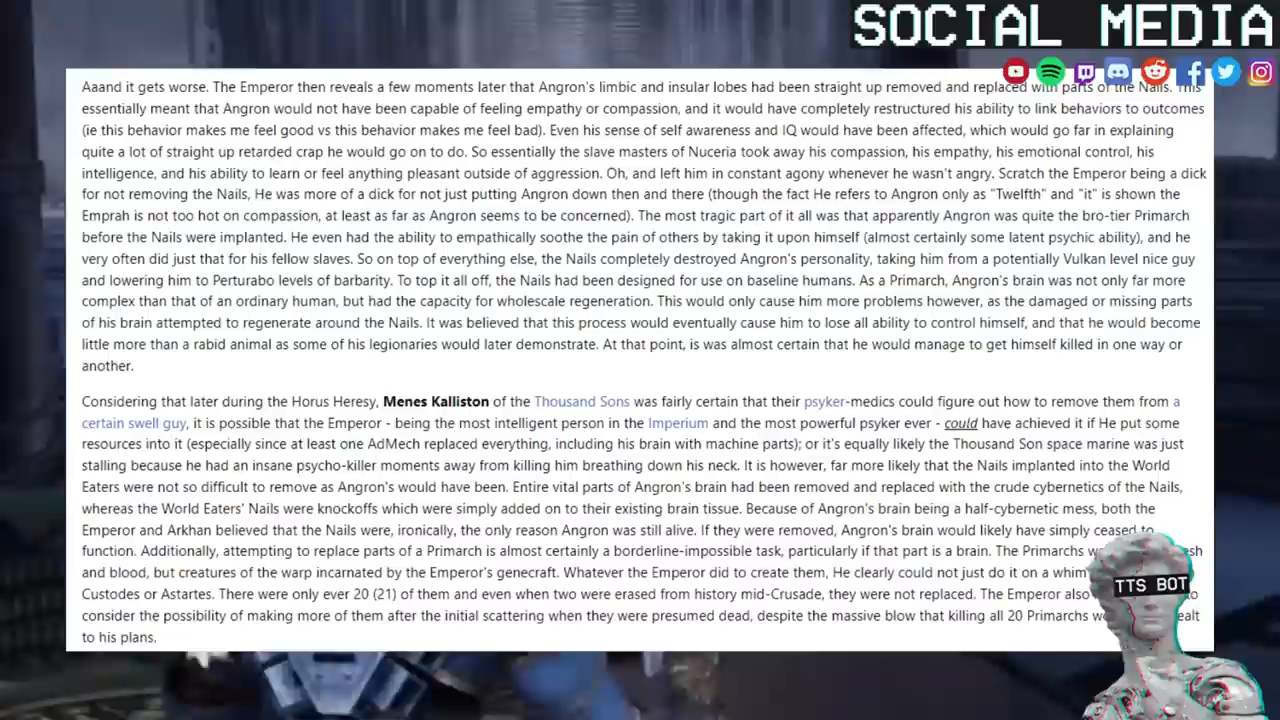 SOCIAL MEDIA
Aaand it gets worse. The Emperor then reveals a few moments later that Angron's limbic and insular lobes had been straight up removed and replaced with parts of the Nails. This
essentially meant that Angron would not have been capable of feeling empathy or compassion, and it would have completely restructured his ability to link behaviors to outcomes
(ie this behavior makes me feel good vs this behavior makes me feel bad). Even his sense of self awareness and IQ would have been affected, which would go far in explaining
quite a lot of straight up retarded crap he would go on to do. So essentially the slave masters of Nuceria took away his compassion, his empathy, his emotional control, his
intelligence, and his ability to learn or feel anything pleasant outside of aggression. Oh, and left him in constant agony whenever he wasn't angry. Scratch the Emperor being a dick
for not removing the Nails, He was more of a dick for not just putting Angron down then and there (though the fact He refers to Angron only as "Twelfth" and "it" is shown the
Emprah is not too hot on compassion, at least as far as Angron seems to be concerned). The most tragic part of it all was that apparently Angron was quite the bro-tier Primarch
before the Nails were implanted. He even had the ability to empathically soothe the pain of others by taking it upon himself (almost certainly some latent psychic ability), and he
very often did just that for his fellow slaves. So on top of everything else, the Nails completely destroyed Angron's personality, taking him from a potentially Vulkan level nice guy
and lowering him to Perturabo levels of barbarity. To top it all off, the Nails had been designed for use on baseline humans. As a Primarch, Angron's brain was not only far more
complex than that of an ordinary human, but had the capacity for wholescale regeneration. This would only cause him more problems however, as the damaged or missing parts
of his brain attempted to regenerate around the Nails. It was believed that this process would eventually cause him to lose all ability to control himself, and that he would become
little more than a rabid animal as some of his legionaries would later demonstrate. At that point, is was almost certain that he would manage to get himself killed in one way or
another.
Considering that later during the Horus Heresy, Menes Kalliston of the Thousand Sons was fairly certain that their psyker-medics could figure out how to remove them from a
certain swell guy, it is possible that the Emperor - being the most intelligent person in the Imperium and the most powerful psyker ever - could have achieved it if He put some
resources into it (especially since at least one AdMech replaced everything, including his brain with machine parts); or it's equally likely the Thousand Son space marine was just
stalling because he had an insane psycho-killer moments away from killing him breathing down his neck. It is however, far more likely that the Nails implanted into the World
Eaters were not so difficult to remove as Angron's would have been. Entire vital parts of Angron's brain had been removed and replaced with the crude cybernetics of the Nails,
whereas the World Eaters' Nails were knockoffs which were simply added on to their existing brain tissue. Because of Angron's brain being a half-cybernetic mess, both the
Emperor and Arkhan believed that the Nails were, ironically, the only reason Angron was still alive. If they were removed, Angron's brain would likely have simply ceased to
function. Additionally, attempting to replace parts of a Primarch is almost certainly a borderline-impossible task, particularly if that part is a brain. The Primarchs
and blood, but creatures of the warp incarnated by the Emperor's genecraft. Whatever the Emperor did to create them, He clearly could not just do it on a whim
Custodes or Astartes. There were only ever 20 (21) of them and even when two were erased from history mid-Crusade, they were not replaced. The Emperor also to
consider the possibility of making more of them after the initial scattering when they were presumed dead, despite the massive blow that killing all 20 Primarchs
to his plans.
TTS BOT